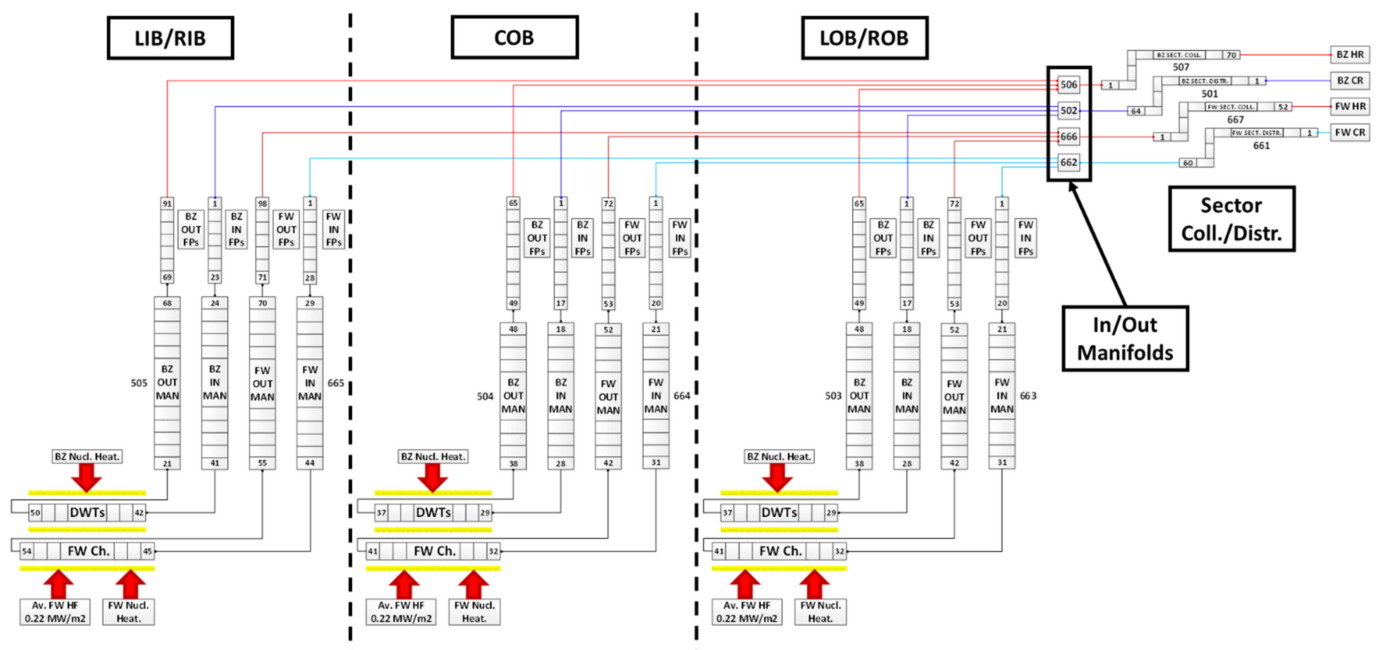 LIB/RIB
COB
LOB/ROB
BZ SECT. COLL.
70
BZ HR
507
506
1
BZ SECT. DISTR.
1
BZ CR
501
502
64
FW SECT. COLL.
52
FW HR
667
666
1
FW SECT. DISTR.
1
FW CR
661
662
60
Sector
Coll./Distr.
In/Out
Manifolds
91
BZ
OUT
FPs
69
1
BZ
IN
FPs
23
98
FW
OUT
FPs
71
1
FW
IN
FPs
28
505
68
BZ
OUT
MAN
21
24
BZ
IN
MAN
41
70
FW
OUT
MAN
55
29
FW
IN
MAN
44
665
BZ Nucl. Heat.
50
DWTs
42
54
FW Ch.
45
Av. FW HF
0.22 MW/m2
FW Nucl.
Heat.
65
BZ
OUT
FPs
49
1
BZ
IN
FPs
17
72
FW
OUT
FPs
53
1
FW
IN
FPs
20
504
48
BZ
OUT
MAN
38
18
BZ
IN
MAN
28
52
FW
OUT
MAN
42
21
FW
IN
MAN
31
664
BZ Nucl. Heat.
37
DWTs
29
41
FW Ch.
32
Av. FW HF
0.22 MW/m2
FW Nucl.
Heat.
65
BZ
OUT
FPs
49
1
BZ
IN
FPs
17
72
FW
OUT
FPs
53
1
FW
IN
FPs
20
503
48
BZ
OUT
MAN
38
18
BZ
IN
MAN
28
52
FW
OUT
MAN
42
21
FW
IN
MAN
31
663
BZ Nucl. Heat.
37
DWTs
29
41
FW Ch.
32
Av. FW HF
0.22 MW/m2
FW Nucl.
Heat.